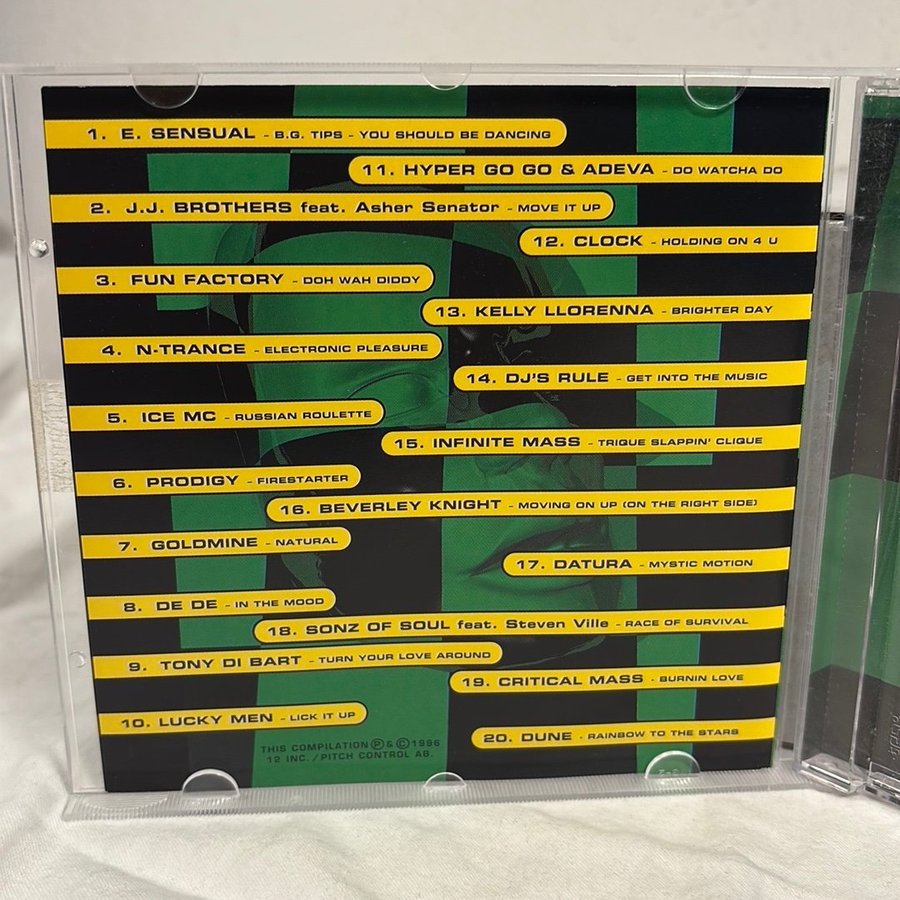 1. E. SENSUAL - B.G. TIPS - YOU SHOULD BE DANCING
11. HYPER GO GO & ADEVA - DO WATCHA DO
2. J.J. BROTHERS feat. Asher Senator - MOVE IT UP
12. CLOCK - HOLDING ON 4 U
3. FUN FACTORY - DOH WAH DIDDY
13. KELLY LLORENNA - BRIGHTER DAY
4. N-TRANCE - ELECTRONIC PLEASURE
14. DJ'S RULE - GET INTO THE MUSIC
5. ICE MC - RUSSIAN ROULETTE
15. INFINITE MASS - TRIQUE SLAPPIN' CLIQUE
6. PRODIGY - FIRESTARTER
16. BEVERLEY KNIGHT - MOVING ON UP (ON THE RIGHT SIDE)
7. GOLDMINE - NATURAL
17. DATURA - MYSTIC MOTION
8. DE DE - IN THE MOOD
18. SONZ OF SOUL feat. Steven Ville - RACE OF SURVIVAL
9. TONY DI BART - TURN YOUR LOVE AROUND
19. CRITICAL MASS - BURNIN LOVE
10. LUCKY MEN - LICK IT UP
20. DUNE - RAINBOW TO THE STARS
THIS COMPILATION Ⓟ & © 1996
12 INC. / PITCH CONTROL AB.